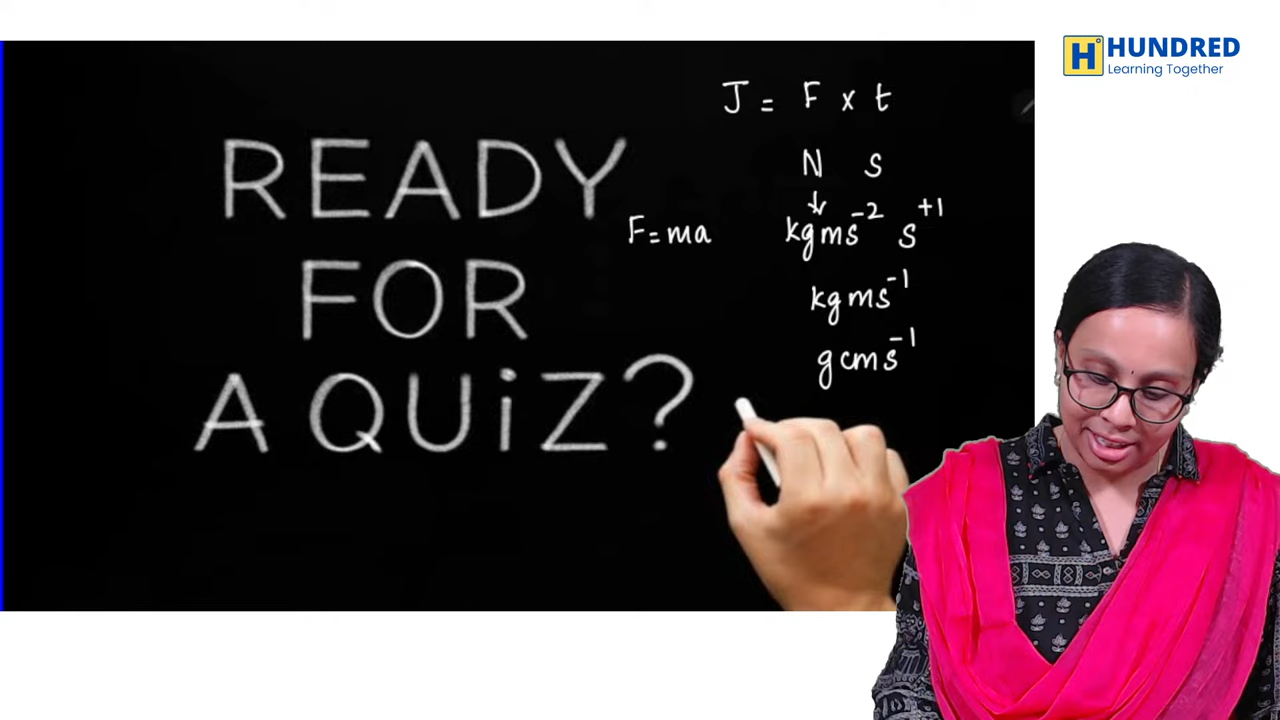 HUNDRED
Learning Together
J = F x t
READY
FOR
A QUiZ?
N s
F = ma
kgms⁻² s⁺¹
kgms⁻¹
gcms⁻¹